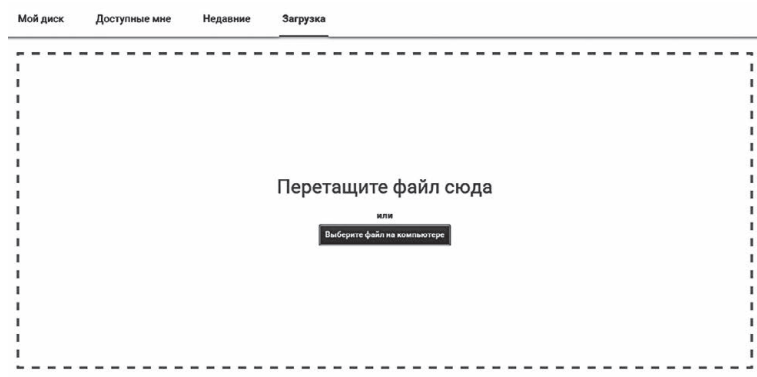 Мой диск Доступные мне Недавние Загрузка
Перетащите файл сюда
или
Выберите файл на компьютере